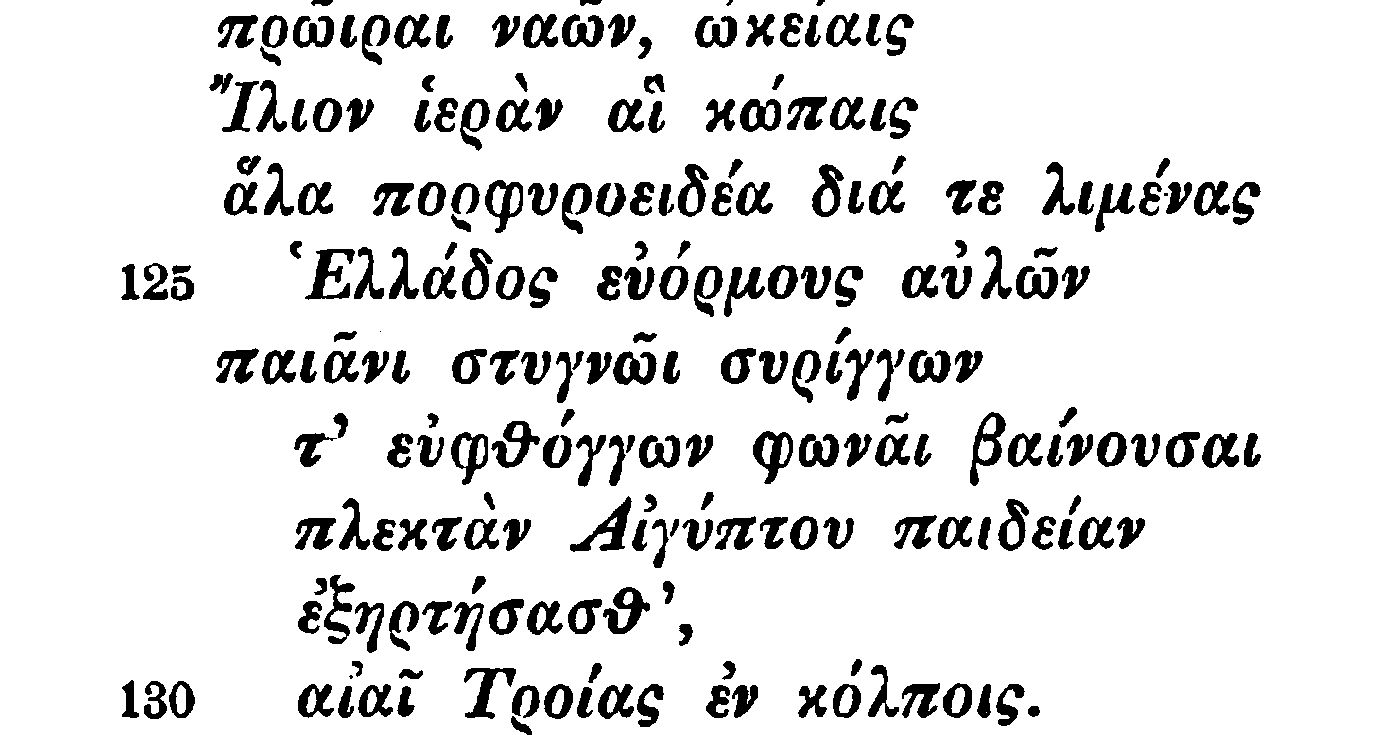 πρῶιραι ναῶν, ὠκείαις
Ἴλιον ἱερὰν αἳ κώπαις
ἅλα πορφυροειδέα διά τε λιμένας
125 Ἑλλάδος εὐόρμους αὐλῶν
παιᾶνι στυγνῶι συρίγγων
τ’ εὐφθόγγων φωνᾶι βαίνουσαι
πλεκτὰν Αἰγύπτου παιδείαν
ἐξηρτήσασθ’,
130 αἰαῖ Τροίας ἐν κόλποις.